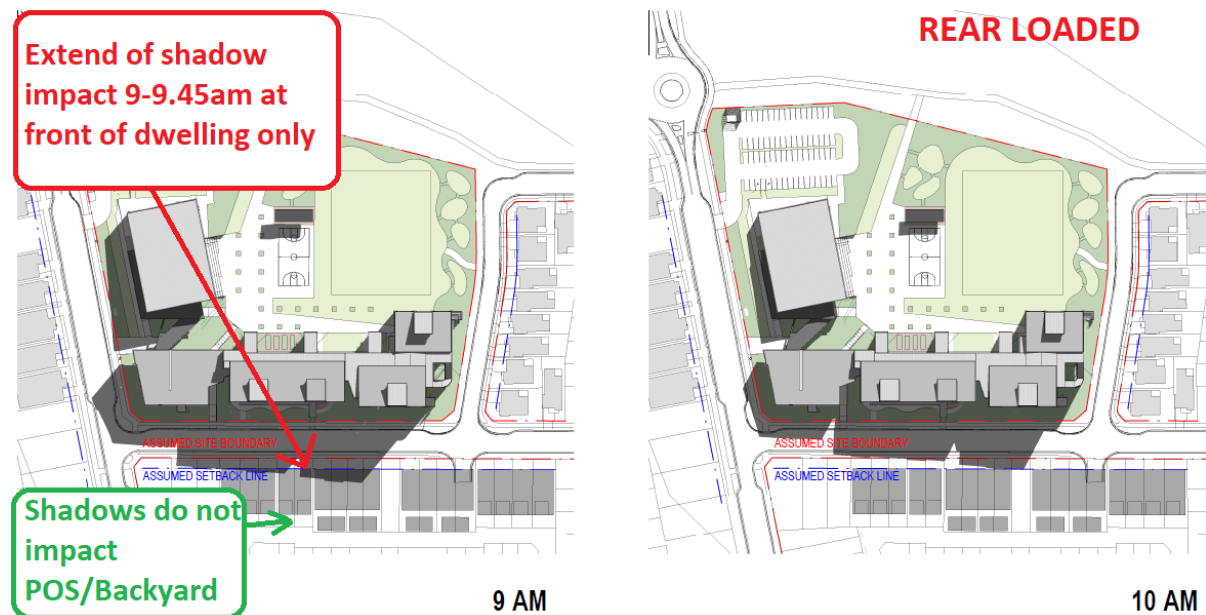 Extend of shadow
impact 9-9.45am at
front of dwelling only
ASSUMED SITE BOUNDARY
ASSUMED SETBACK LINE
Shadows do not
impact
POS/Backyard
9 AM
REAR LOADED
ASSUMED SITE BOUNDARY
ASSUMED SETBACK LINE
10 AM